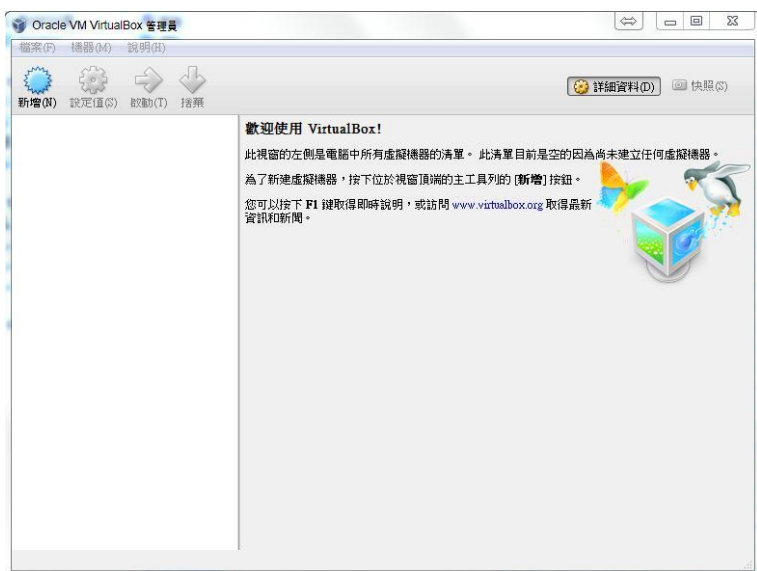 Oracle VM VirtualBox 管理員
檔案(F) 機器(M) 說明(H)
新增(N) 設定值(S) 啟動(T) 捨棄
詳細資料(D) 快照(S)
歡迎使用 VirtualBox!
此視窗的左側是電腦中所有虛擬機器的清單。 此清單目前是空的因為尚未建立任何虛擬機器。
為了新建虛擬機器，按下位於視窗頂端的主工具列的 [新增] 按鈕。
您可以按下 F1 鍵取得即時說明，或訪問 www.virtualbox.org 取得最新
資訊和新聞。